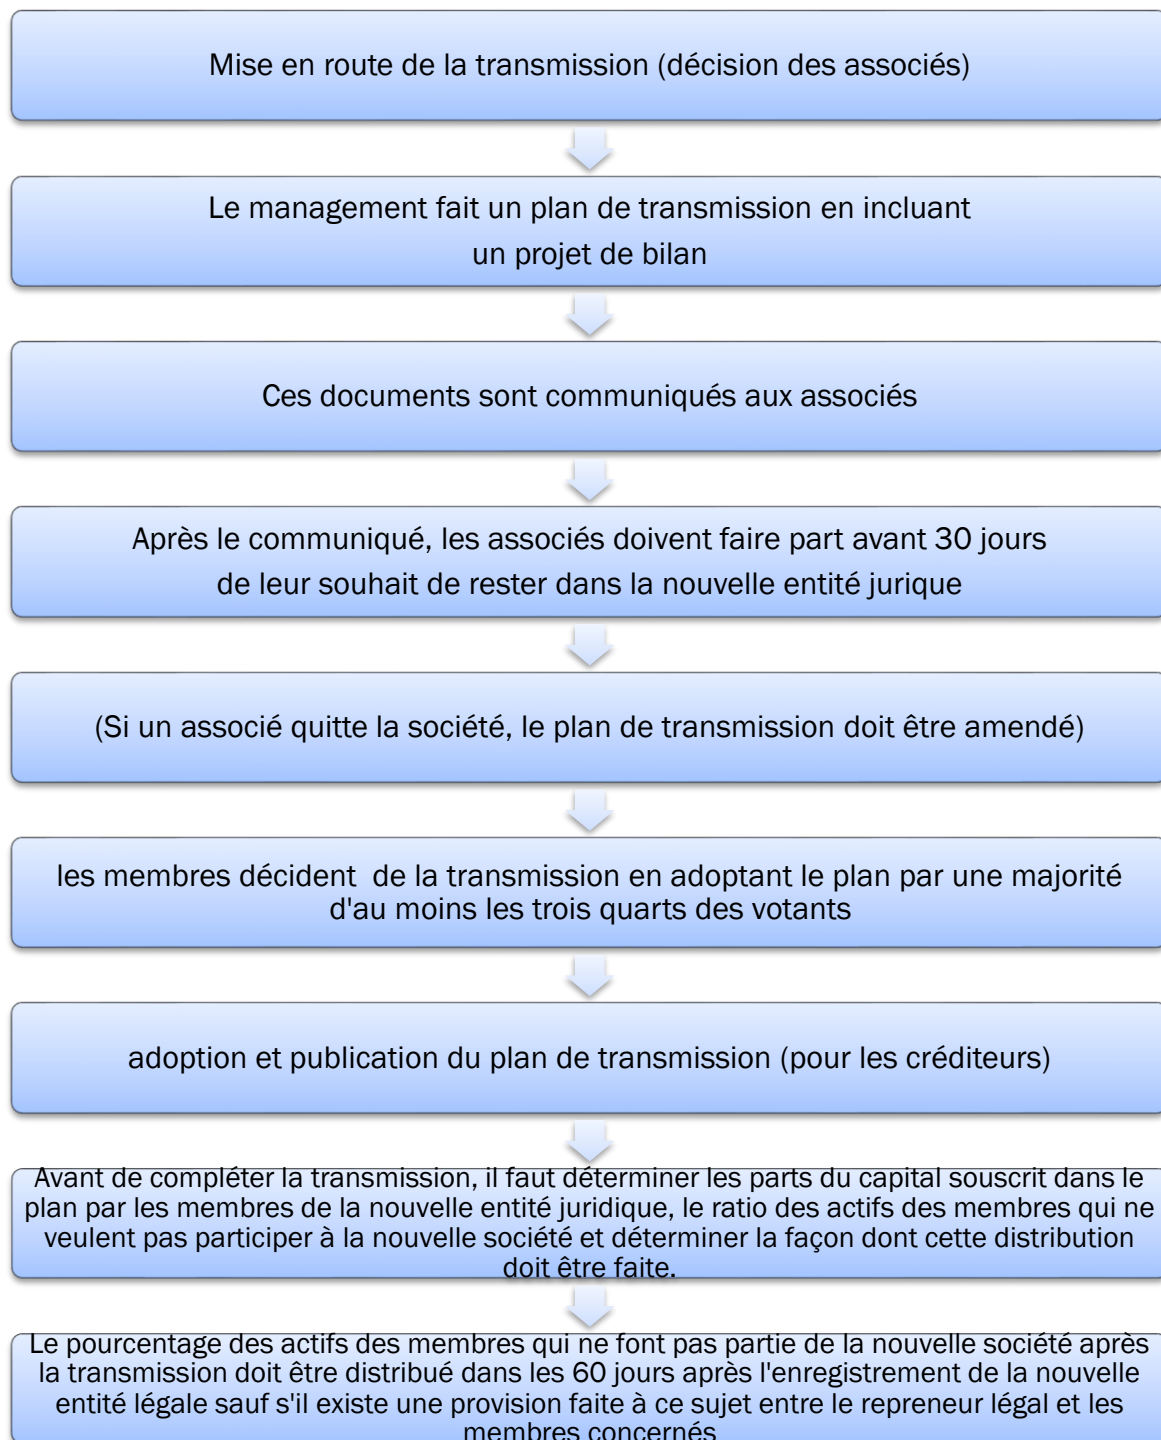 Mise en route de la transmission (décision des associés)
Le management fait un plan de transmission en incluant
un projet de bilan
Ces documents sont communiqués aux associés
Après le communiqué, les associés doivent faire part avant 30 jours
de leur souhait de rester dans la nouvelle entité jurique
(Si un associé quitte la société, le plan de transmission doit être amendé)
les membres décident  de la transmission en adoptant le plan par une majorité
d'au moins les trois quarts des votants
adoption et publication du plan de transmission (pour les créditeurs)
Avant de compléter la transmission, il faut déterminer les parts du capital souscrit dans le
plan par les membres de la nouvelle entité juridique, le ratio des actifs des membres qui ne
veulent pas participer à la nouvelle société et déterminer la façon dont cette distribution
doit être faite.
Le pourcentage des actifs des membres qui ne font pas partie de la nouvelle société après
la transmission doit être distribué dans les 60 jours après l'enregistrement de la nouvelle
entité légale sauf s'il existe une provision faite à ce sujet entre le repreneur légal et les
membres concernés